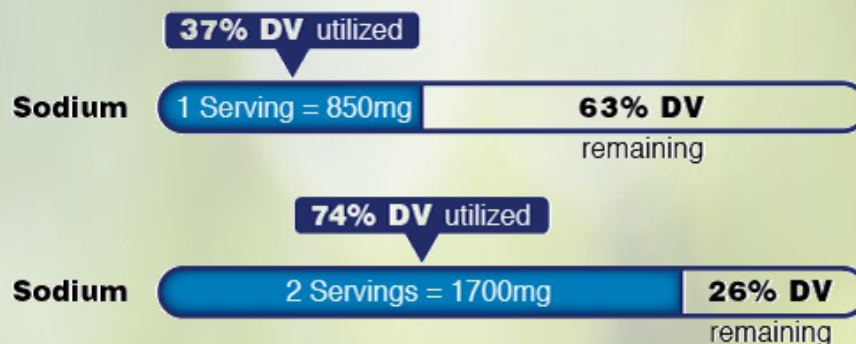 37% DV utilized
Sodium 1 Serving = 850mg 63% DV
remaining
74% DV utilized
Sodium 2 Servings = 1700mg 26% DV
remaining